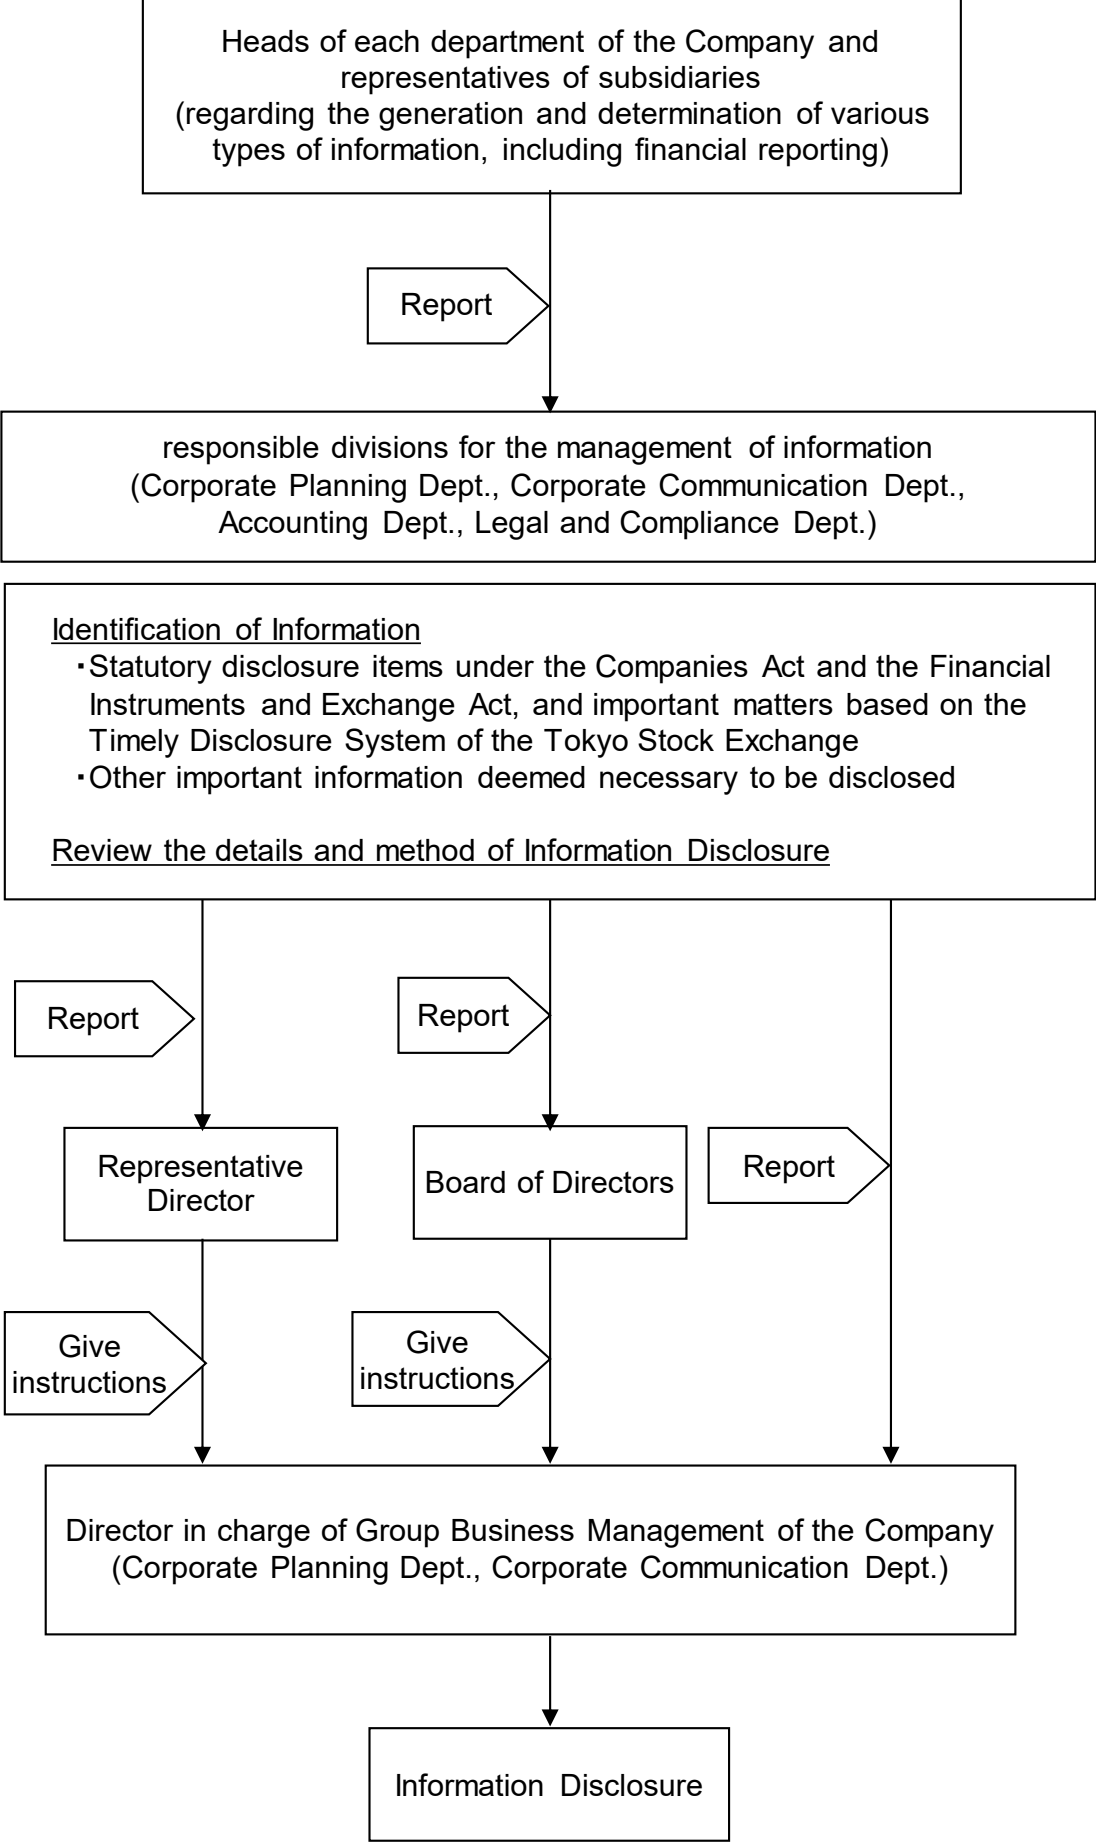 Heads of each department of the Company and
representatives of subsidiaries
(regarding the generation and determination of various
types of information, including financial reporting)
Report
responsible divisions for the management of information
(Corporate Planning Dept., Corporate Communication Dept.,
Accounting Dept., Legal and Compliance Dept.)
Identification of Information
・Statutory disclosure items under the Companies Act and the Financial
Instruments and Exchange Act, and important matters based on the
Timely Disclosure System of the Tokyo Stock Exchange
・Other important information deemed necessary to be disclosed
Review the details and method of Information Disclosure
Report
Report
Representative
Director
Board of Directors
Report
Give
instructions
Give
instructions
Director in charge of Group Business Management of the Company
(Corporate Planning Dept., Corporate Communication Dept.)
Information Disclosure